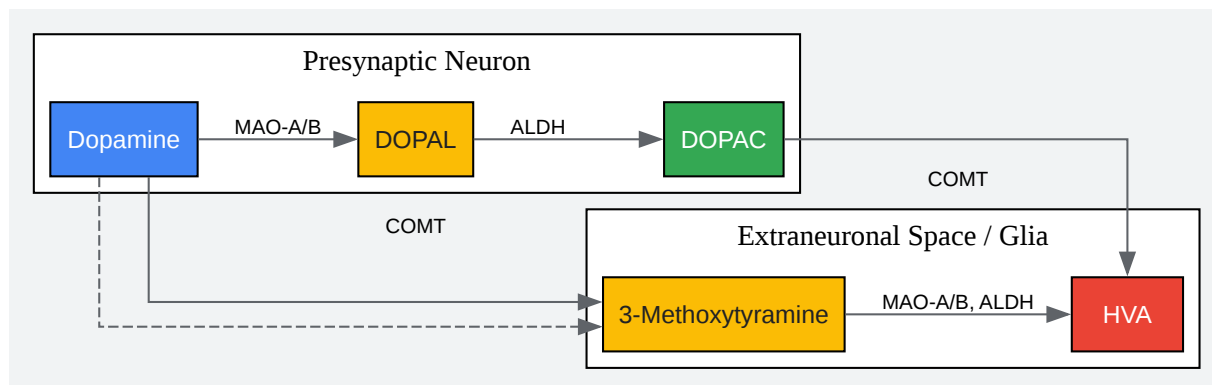 Presynaptic Neuron
Dopamine
MAO-A/B
DOPAL
ALDH
DOPAC
COMT
COMT
Extraneuronal Space / Glia
3-Methoxytyramine
MAO-A/B, ALDH
HVA